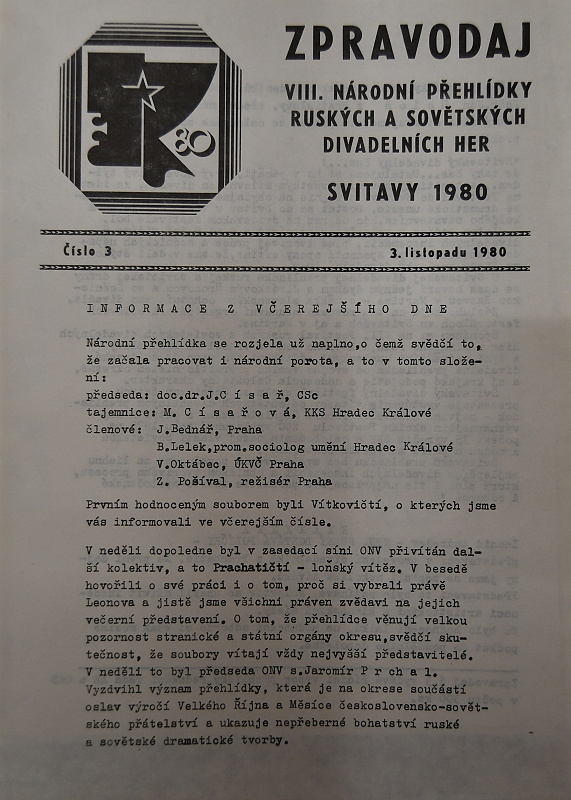 80
ZPRAVODAJ
VIII. NÁRODNÍ PŘEHLÍDKY
RUSKÝCH A SOVĚTSKÝCH
DIVADELNÍCH HER
SVITAVY 1980
Číslo 3
3. listopadu 1980
INFORMACE Z VČEREJŠÍHO DNE
Národní přehlídka se rozjela už naplno,o čemž svědčí to,
že začala pracovat i národní porota, a to v tomto slože-
ní:
předseda: doc.dr.J.C í s a ř, CSc
tajemnice: M. C í s a ř o v á, KKS Hradec Králové
členové: J.Bednář, Praha
B.Lelek,prom.sociolog umění Hradec Králové
V.Oktábec, ÚKVČ Praha
Z. Pošíval, režisér Praha
Prvním hodnoceným souborem byli Vítkovičtí, o kterých jsme
vás informovali ve včerejším čísle.
V neděli dopoledne byl v zasedací síni ONV přivítán dal-
ší kolektiv, a to Prachatičtí - loňský vítěz. V besedě
hovořili o své práci i o tom, proč si vybrali právě
Leonova a jistě jsme všichni právem zvědavi na jejich
večerní představení. O tom, že přehlídce věnují velkou
pozornost stranické a státní orgány okresu,svědčí sku-
tečnost, že soubory vítají vždy nejvyšší představitelé.
V neděli to byl předseda ONV s.Jaromír P r ch a l.
Vyzdvihl význam přehlídky, která je na okrese součástí
oslav výročí Velkého Října a Měsíce československo-sovět-
ského přátelství a ukazuje nepřeberné bohatství ruské
a sovětské dramatické tvorby.